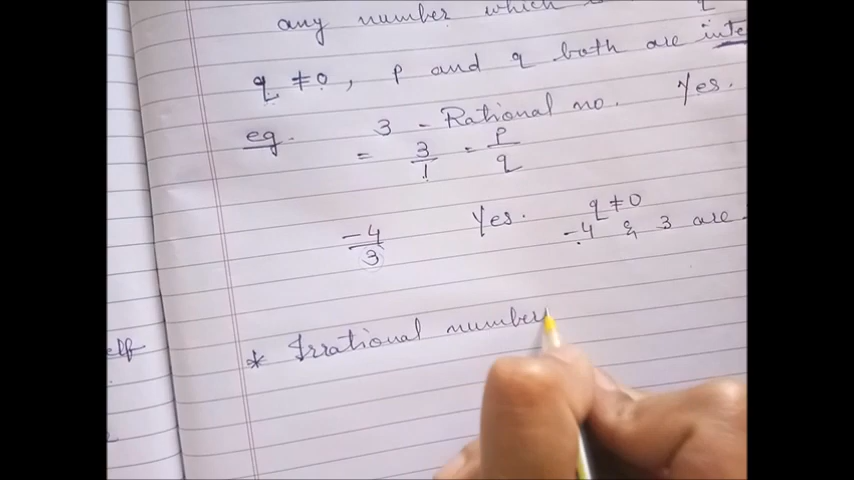 any number which q
q ≠ 0, p and q both are inte
eg. 3 - Rational no. Yes.
= 3/1 = p/q
-4/3 Yes. q ≠ 0
-4 & 3 are
elf
* Irrational number